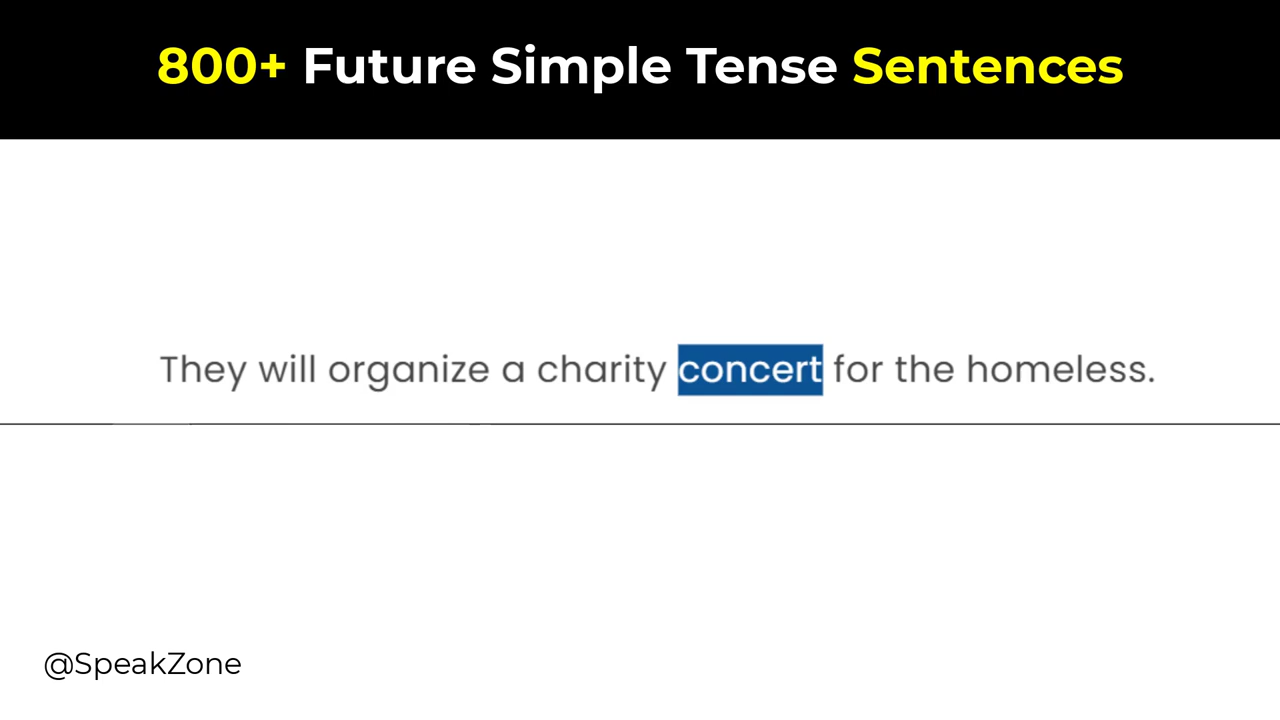 800+ Future Simple Tense Sentences
They will organize a charity concert for the homeless.
@SpeakZone